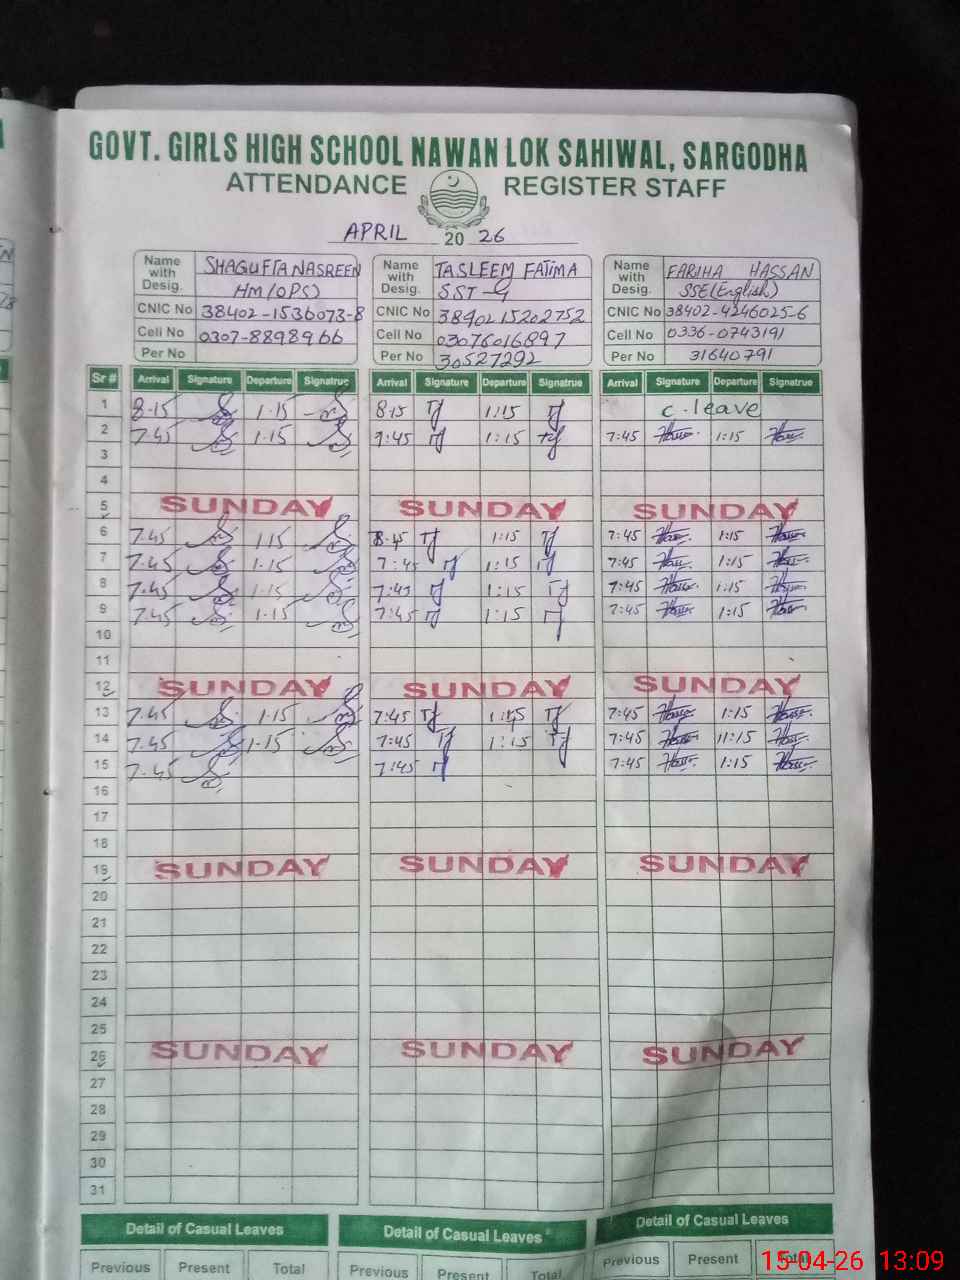 GOVT. GIRLS HIGH SCHOOL NAWAN LOK SAHIWAL, SARGODHA
ATTENDANCE REGISTER STAFF
APRIL 2026
Name with Desig. SHAGUFTA NASREEN HM (OPS)
CNIC No 38402-1536073-8
Cell No 0307-8898966
Per No
Name with Desig. TASLEEM FATIMA SST-
CNIC No 3840215202752
Cell No 03076016897
Per No 30527292
Name with Desig. FARIHA HASSAN SSE(English)
CNIC No 38402-4246025-6
Cell No 0336-0743191
Per No 31640791
Sr # Arrival Signature Departure Signatrue Arrival Signature Departure Signatrue Arrival Signature Departure Signatrue
1 8-15 1-15 8-15 1:15 C.leave
2 7-45 1-15 7:45 1:15 7:45 1:15
3
4
5 SUNDAY SUNDAY SUNDAY
6 7-45 1-15 1:15 7:45 1:15
7 7-45 1-15 7:45 1:15 7:45 1:15
8 7-45 1-15 7:45 1:15 7:45 1:15
9 7-45 1-15 7:45 1:15 7:45 1:15
10
11
12 SUNDAY SUNDAY SUNDAY
13 7-45 1-15 7:45 1:15 7:45 1:15
14 7-45 1-15 7:45 1:15 7:45 11:15
15 7-45 7:45 7:45 1:15
16
17
18
19 SUNDAY SUNDAY SUNDAY
20
21
22
23
24
25
26 SUNDAY SUNDAY SUNDAY
27
28
29
30
31
Detail of Casual Leaves Detail of Casual Leaves Detail of Casual Leaves
Previous Present Total Previous Present Total Previous Present Total
15-04-26 13:09